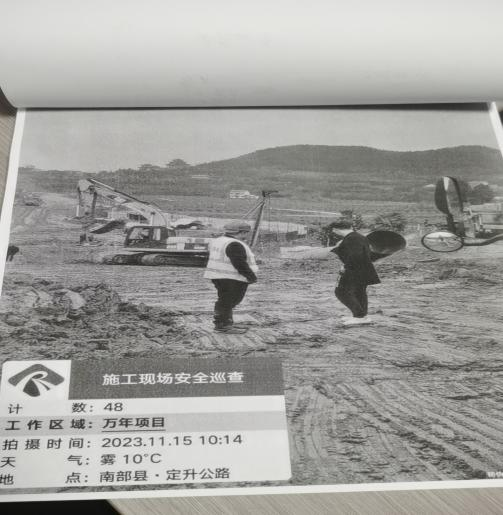 施工现场安全巡查
计 数：48
工作区域：万年项目
拍摄时间：2023.11.15 10:14
天 气：雾 10°C
地 点：南部县·定升公路